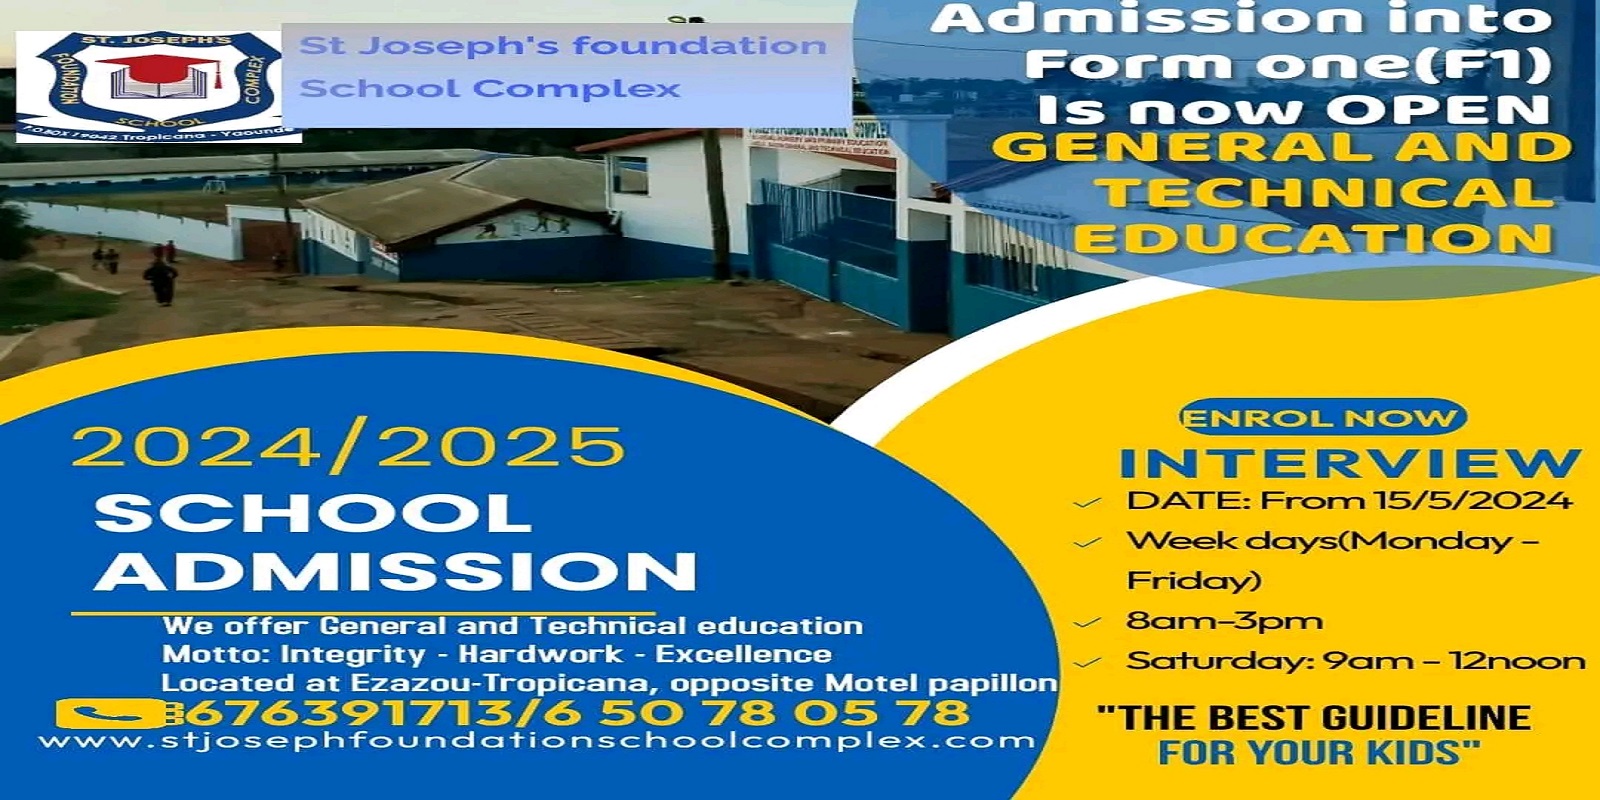 ST. JOSEPH'S
FOUNDATION
COMPLEX
SCHOOL
P.O.BOX 19042 Tropicana - Yaounde
St Joseph's foundation
School Complex
Admission into
Form one(F1)
Is now OPEN
GENERAL AND
TECHNICAL
EDUCATION
2024/2025
SCHOOL
ADMISSION
We offer General and Technical education
Motto: Integrity - Hardwork - Excellence
Located at Ezazou-Tropicana, opposite Motel papillon
676391713/6 50 78 05 78
www.stjosephfoundationschoolcomplex.com
ENROL NOW
INTERVIEW
DATE: From 15/5/2024
Week days(Monday -
Friday)
8am-3pm
Saturday: 9am - 12noon
"THE BEST GUIDELINE
FOR YOUR KIDS"